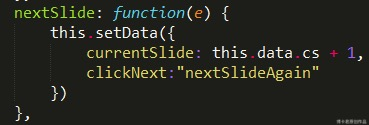 nextSlide: function(e) {
    this.setData({
        currentSlide: this.data.cs + 1,
        clickNext:"nextSlideAgain"
    })
},